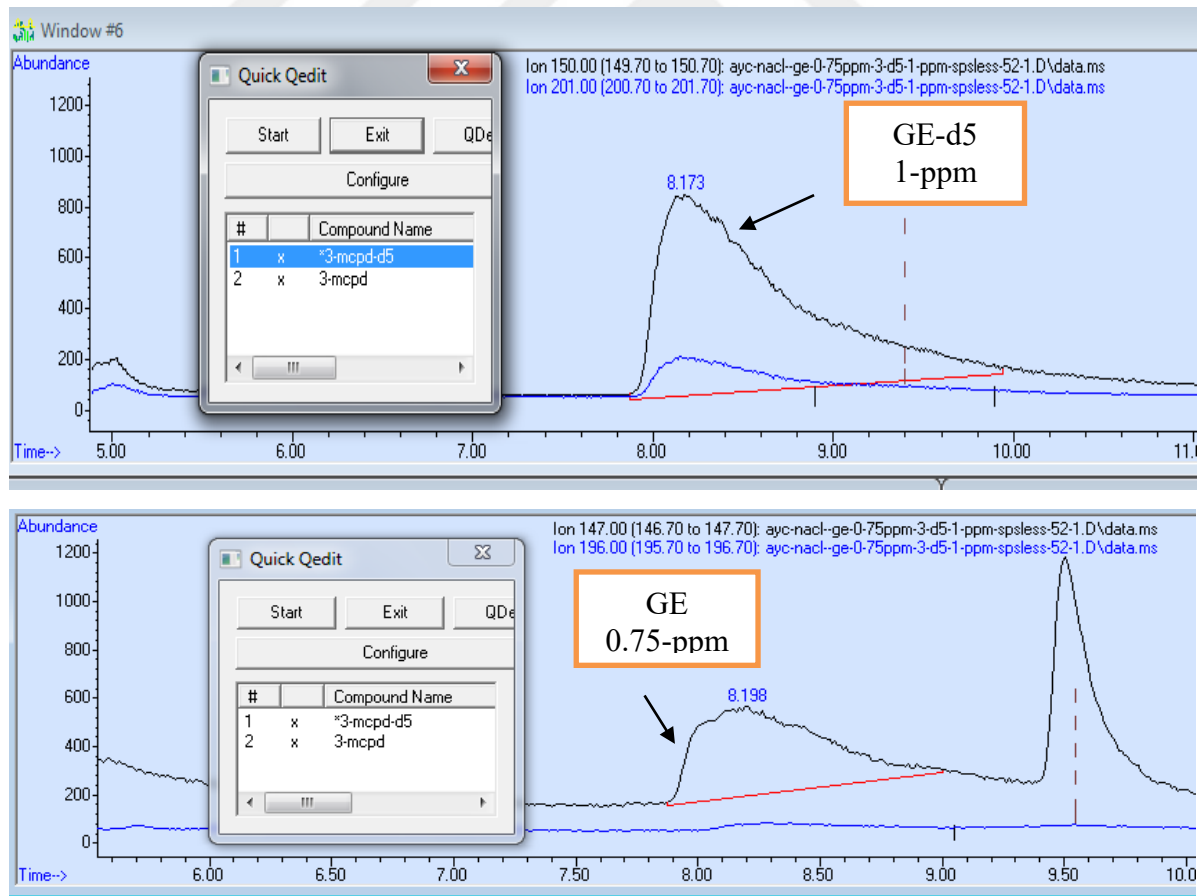 Window #6
Abundance
Ion 150.00 (149.70 to 150.70): ayc-nacl--ge-0-75ppm-3-d5-1-ppm-spsless-52-1.D\data.ms
Ion 201.00 (200.70 to 201.70): ayc-nacl--ge-0-75ppm-3-d5-1-ppm-spsless-52-1.D\data.ms
Quick Qedit
Start Exit QDe
Configure
# Compound Name
1 x *3-mcpd-d5
2 x 3-mcpd
GE-d5
1-ppm
8.173
1200
1000
800
600
400
200
0
Time--> 5.00 6.00 7.00 8.00 9.00 10.00 11.
Abundance
Ion 147.00 (146.70 to 147.70): ayc-nacl--ge-0-75ppm-3-d5-1-ppm-spsless-52-1.D\data.ms
Ion 196.00 (195.70 to 196.70): ayc-nacl--ge-0-75ppm-3-d5-1-ppm-spsless-52-1.D\data.ms
Quick Qedit
Start Exit QDe
Configure
# Compound Name
1 x *3-mcpd-d5
2 x 3-mcpd
GE
0.75-ppm
8.198
1200
1000
800
600
400
200
0
Time--> 6.00 6.50 7.00 7.50 8.00 8.50 9.00 9.50 10.0